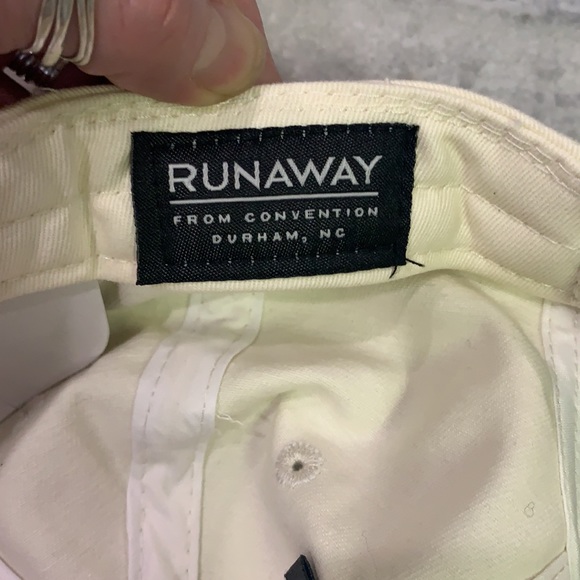 RUNAWAY
FROM CONVENTION
DURHAM, NC